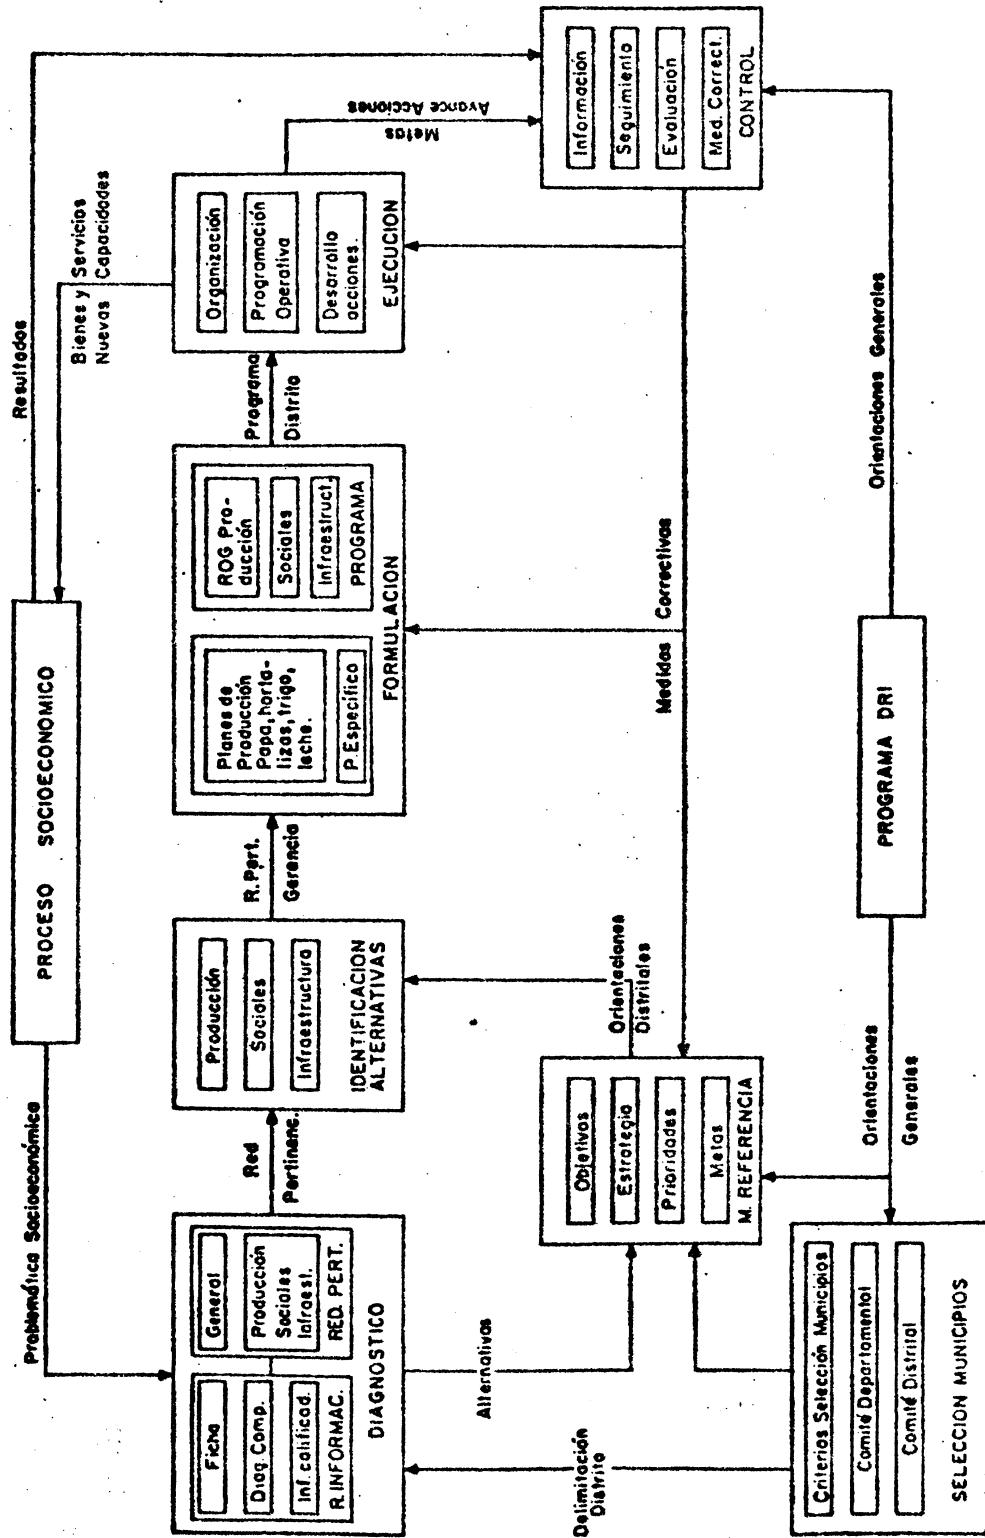 PROCESO SOCIOECONOMICO
Problemática Socioeconómica
Resultados
Bienes y Servicios
Nuevas Capacidades
Ficha
Diag. Comp.
Inf. calificad.
R.INFORMAC.
General
Producción
Sociales
Infraest.
RED. PERT.
DIAGNOSTICO
Red
Pertinenc.
Producción
Sociales
Infraestructura
IDENTIFICACION
ALTERNATIVAS
R. Pert.
Gerencia
Planes de
Producción
Papa, horta-
lizas, trigo,
leche.
P. Específico
ROG Pro-
ducción
Sociales
Infraestruct.
PROGRAMA
FORMULACION
Programa
Distrito
Organización
Programación
Operativa
Desarrollo
acciones.
EJECUCION
Metas
Avance Acciones
Delimitación
Distrito
Alternativas
Objetivos
Estrategia
Prioridades
Metas
M. REFERENCIA
Orientaciones
Distritales
Medidas Correctivas
Información
Seguimiento
Evaluación
Med. Correct.
CONTROL
Criterios Selección Municipios
Comité Departamental
Comité Distrital
SELECCION MUNICIPIOS
Orientaciones
Generales
PROGRAMA DRI
Orientaciones Generales